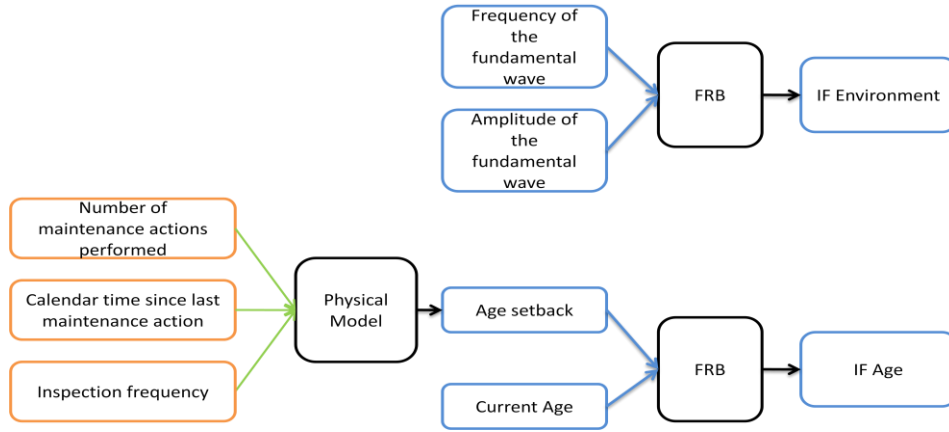 Frequency of
the
fundamental
wave
FRB
IF Environment
Amplitude of
the
fundamental
wave
Number of
maintenance actions
performed
Calendar time since last
maintenance action
Inspection frequency
Physical
Model
Age setback
Current Age
FRB
IF Age